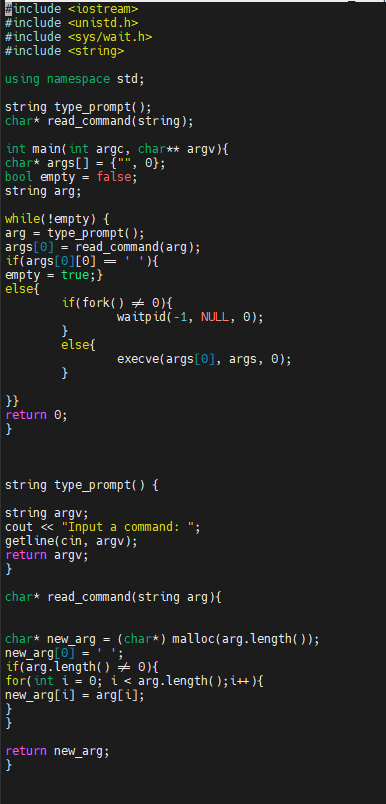 #include <iostream>
#include <unistd.h>
#include <sys/wait.h>
#include <string>
using namespace std;
string type_prompt();
char* read_command(string);
int main(int argc, char** argv){
char* args[] = {"", 0};
bool empty = false;
string arg;
while(!empty) {
arg = type_prompt();
args[0] = read_command(arg);
if(args[0][0] == ' '){
empty = true;}
else{
if(fork() ≠ 0){
waitpid(-1, NULL, 0);
}
else{
execve(args[0], args, 0);
}
}}
return 0;
}
string type_prompt() {
string argv;
cout << "Input a command: ";
getline(cin, argv);
return argv;
}
char* read_command(string arg){
char* new_arg = (char*) malloc(arg.length());
new_arg[0] = ' ';
if(arg.length() ≠ 0){
for(int i = 0; i < arg.length();i++){
new_arg[i] = arg[i];
}
}
return new_arg;
}